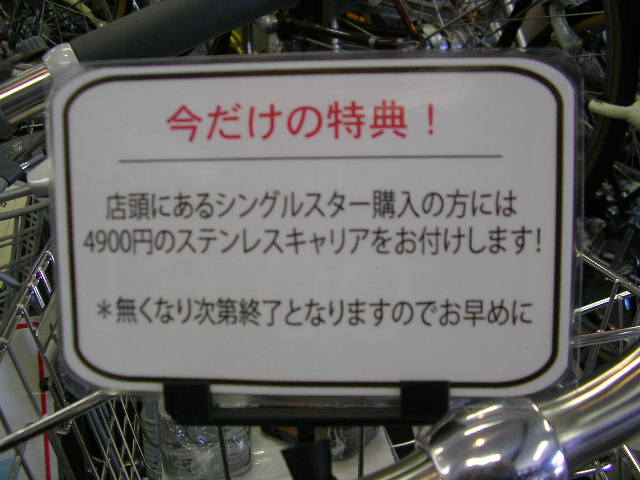 今だけの特典！
店頭にあるシングルスター購入の方には
4900円のステンレスキャリアをお付けします！
＊無くなり次第終了となりますのでお早めに